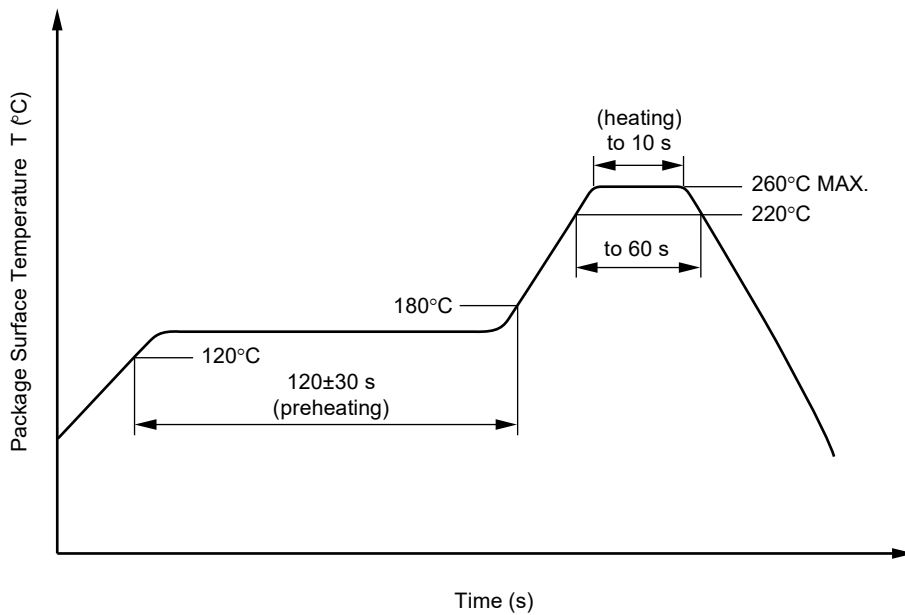 Package Surface Temperature T (°C)
(heating)
to 10 s
260°C MAX.
220°C
to 60 s
180°C
120°C
120±30 s
(preheating)
Time (s)